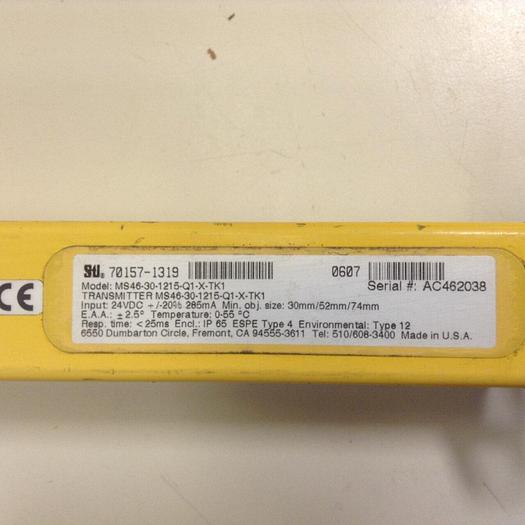 STI® 70157-1319 0607
Model: MS46-30-1215-Q1-X-TK1 Serial #: AC462038
TRANSMITTER MS46-30-1215-Q1-X-TK1
Input: 24VDC +/-20% 285mA Min. obj. size: 30mm/52mm/74mm
E.A.A.: ± 2.5° Temperature: 0-55 °C
Resp. time: < 25ms Encl.: IP 65 ESPE Type 4 Environmental: Type 12
6550 Dumbarton Circle, Fremont, CA 94555-3611 Tel: 510/608-3400 Made in U.S.A.
CE